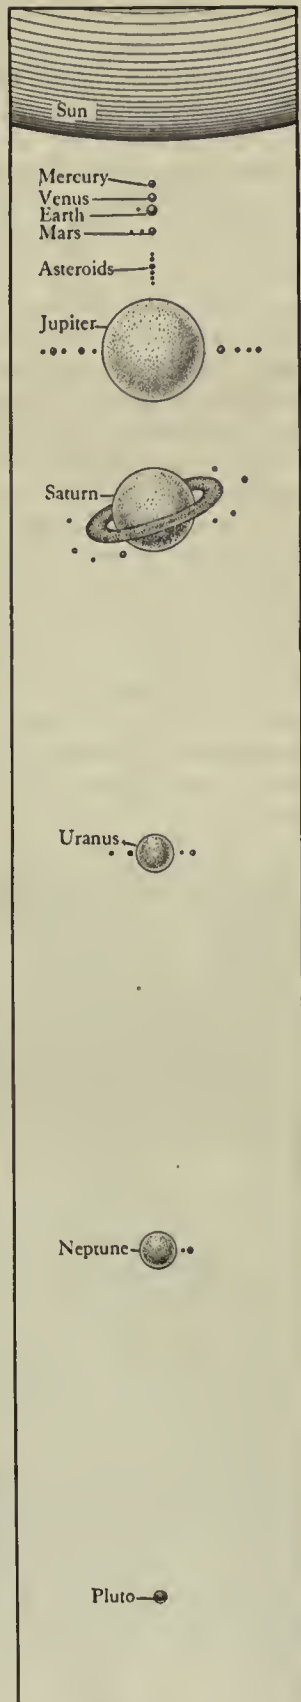 Sun
Mercury
Venus
Earth
Mars
Asteroids
Jupiter
Saturn
Uranus
Neptune
Pluto